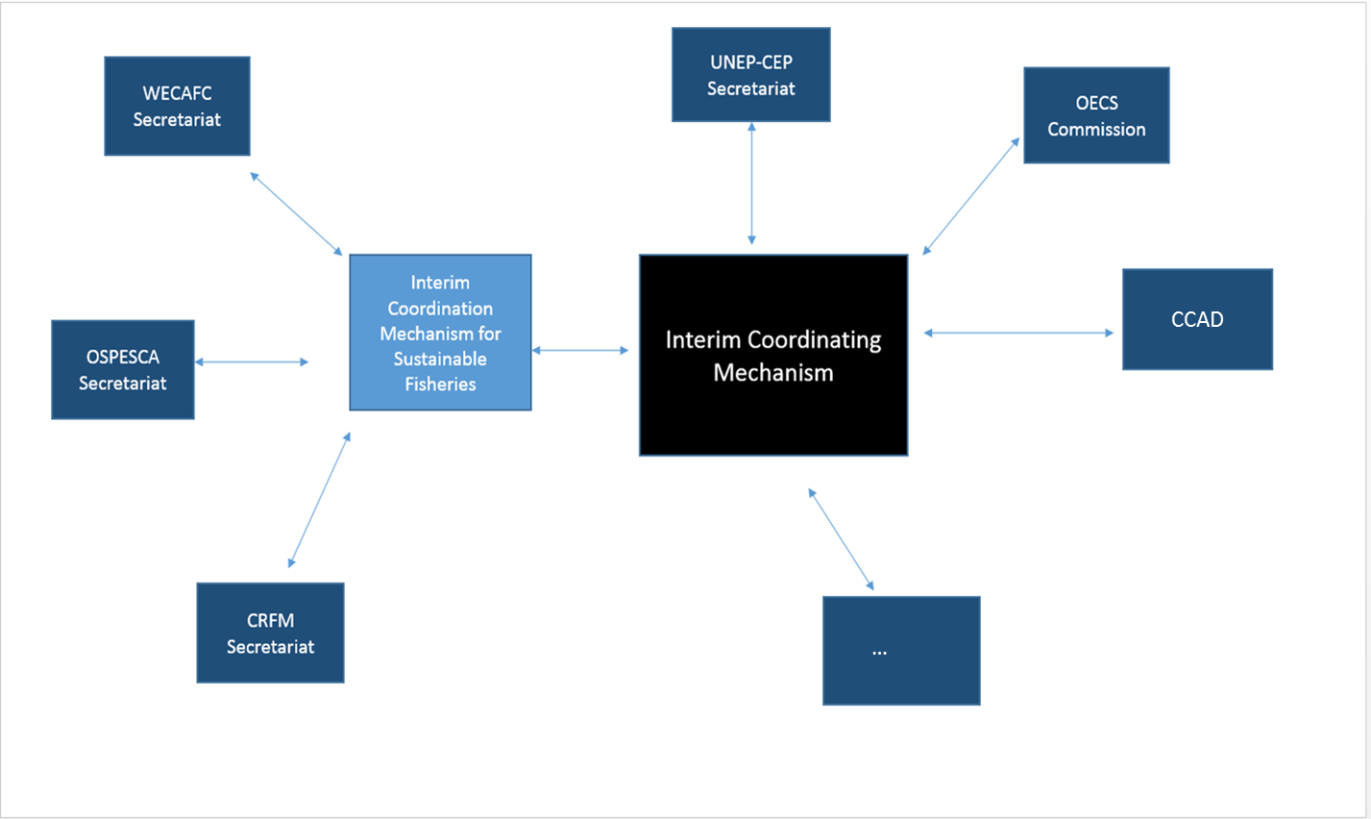 WECAFC
Secretariat
UNEP-CEP
Secretariat
OECS
Commission
Interim
Coordination
Mechanism for
Sustainable
Fisheries
Interim Coordinating
Mechanism
CCAD
OSPESCA
Secretariat
CRFM
Secretariat
...